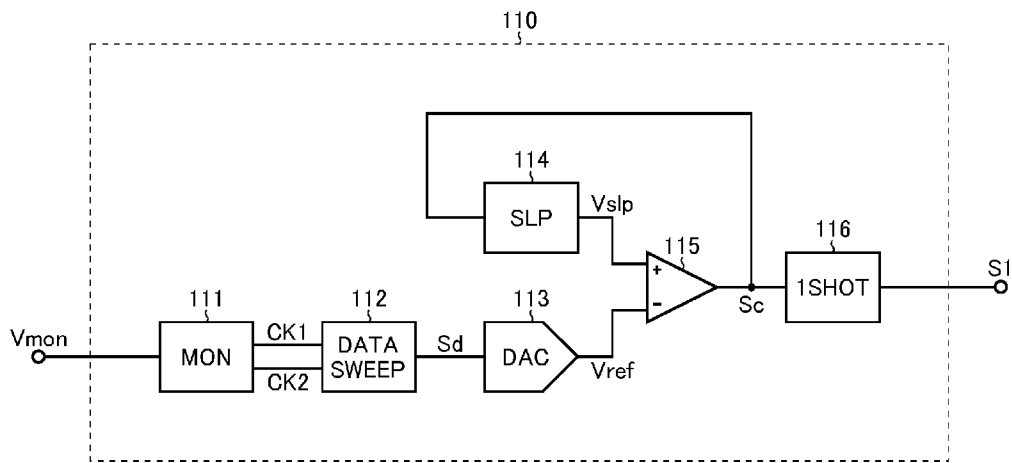 110
114
SLP
Vslp
115
+
-
Sc
116
1SHOT
S1
Vmon
111
MON
CK1
CK2
112
DATA
SWEEP
Sd
113
DAC
Vref